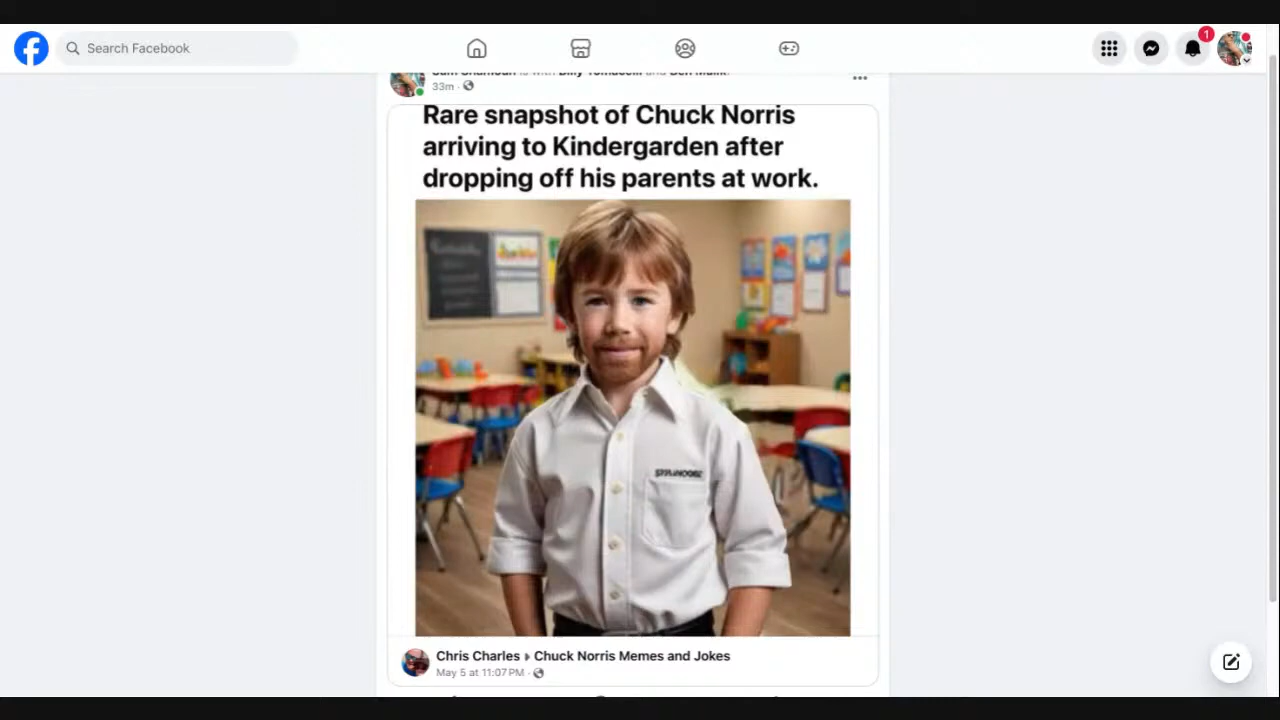 Search Facebook
1
33m ·
Rare snapshot of Chuck Norris
arriving to Kindergarden after
dropping off his parents at work.
Chris Charles ▸ Chuck Norris Memes and Jokes
May 5 at 11:07 PM ·